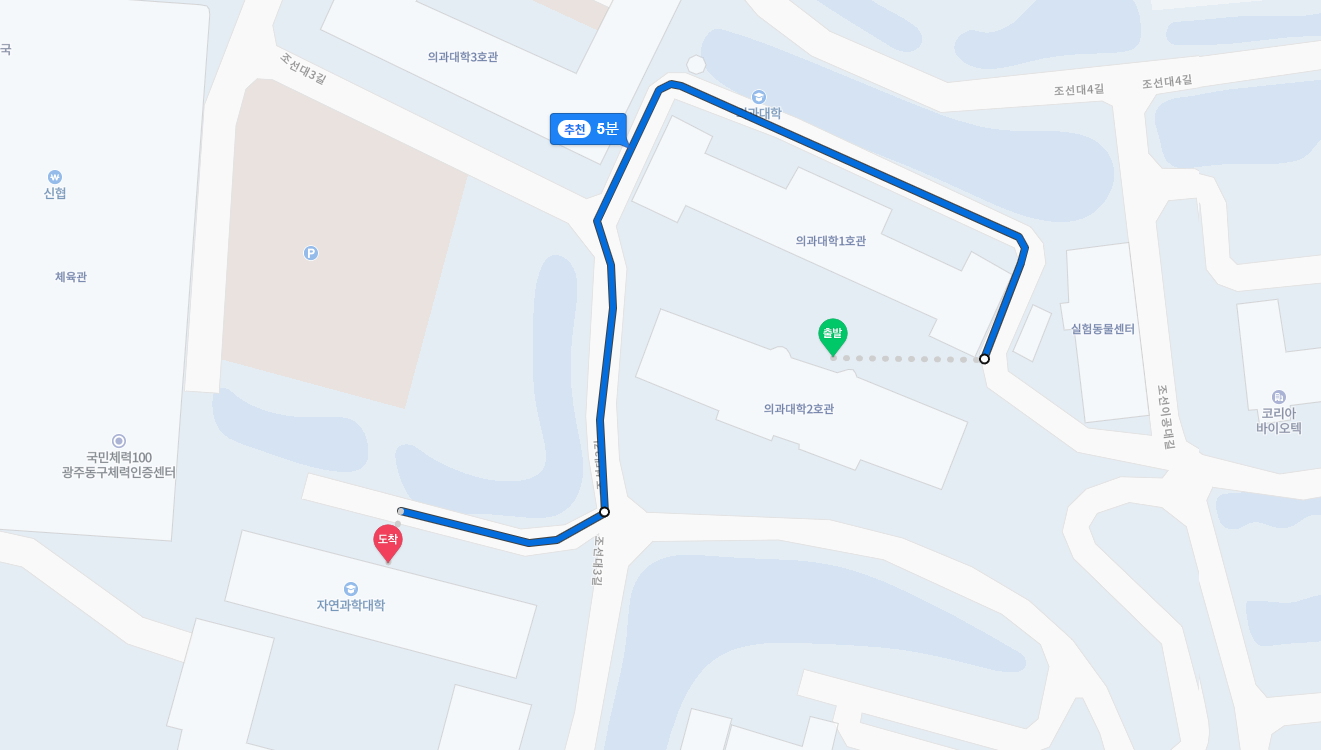 국
의과대학3호관
조선대3길
조선대4길
조선대4길
의과대학
추천 5분
신협
P
의과대학1호관
체육관
출발
실험동물센터
의과대학2호관
조선이공대길
코리아
바이오텍
국민체력100
광주동구체력인증센터
도착
조선대3길
자연과학대학